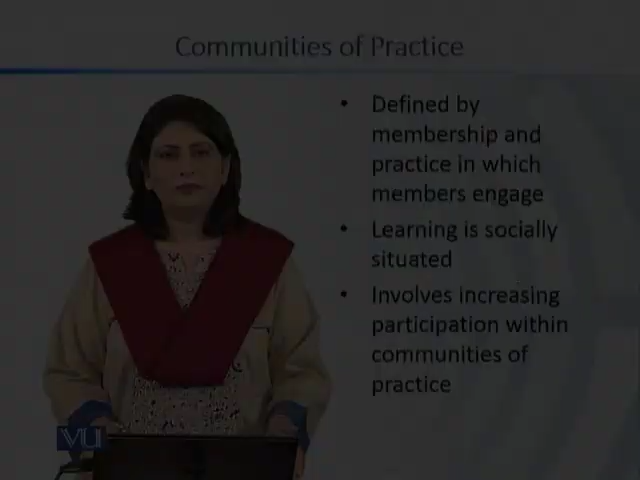 Communities of Practice
• Defined by
membership and
practice in which
members engage
• Learning is socially
situated
• Involves increasing
participation within
communities of
practice
VU